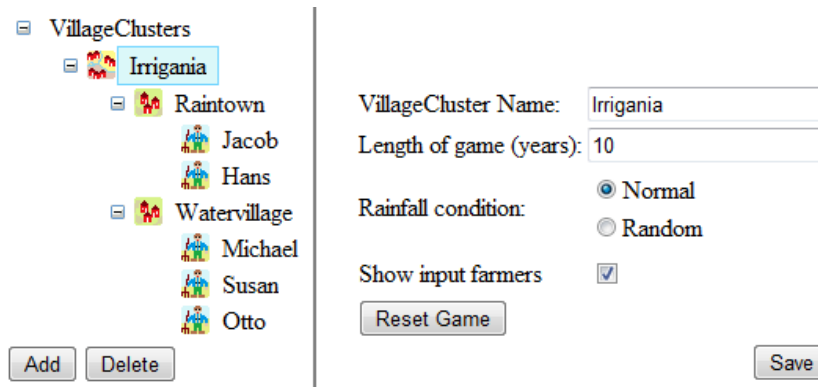 VillageClusters
Irrigania
Raintown
Jacob
Hans
Watervillage
Michael
Susan
Otto
Add Delete
VillageCluster Name: Irrigania
Length of game (years): 10
Rainfall condition: Normal
Random
Show input farmers
Reset Game
Save